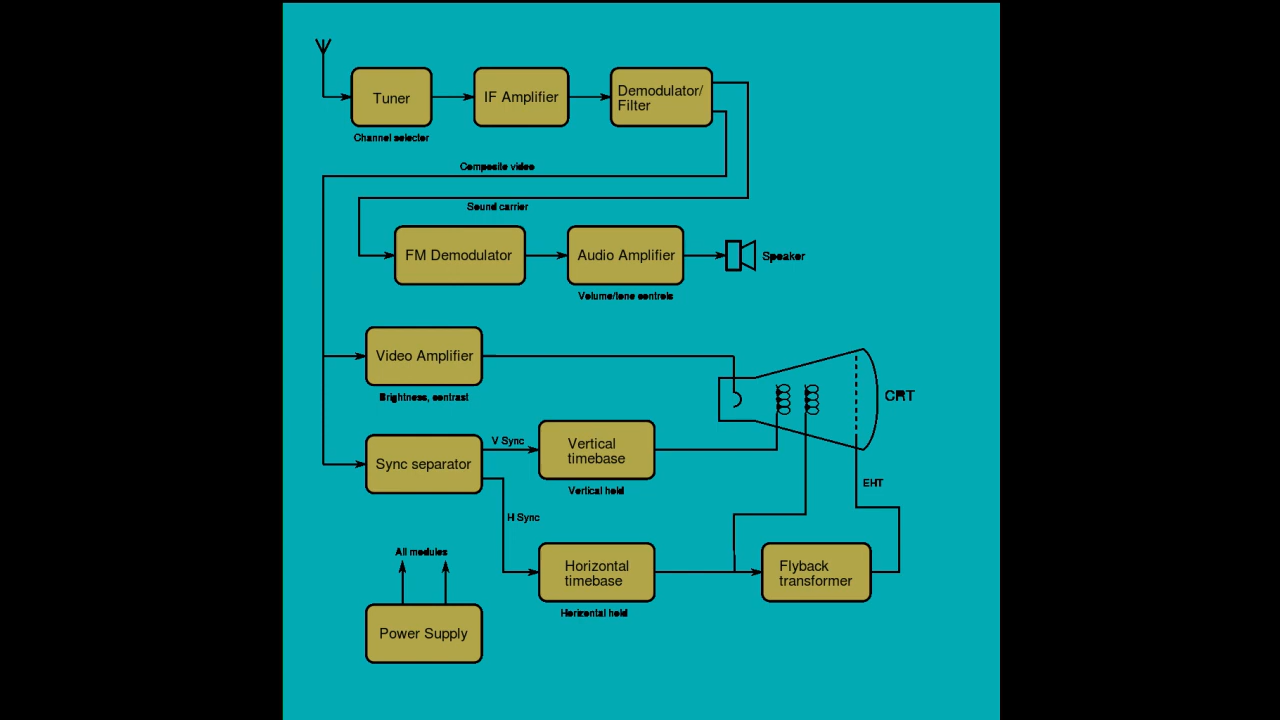 Tuner
IF Amplifier
Demodulator/
Filter
Channel selector
Composite video
Sound carrier
FM Demodulator
Audio Amplifier
Speaker
Volume/tone controls
Video Amplifier
Brightness, contrast
CRT
Sync separator
V Sync
Vertical
timebase
Vertical hold
EHT
H Sync
All modules
Horizontal
timebase
Flyback
transformer
Horizontal hold
Power Supply